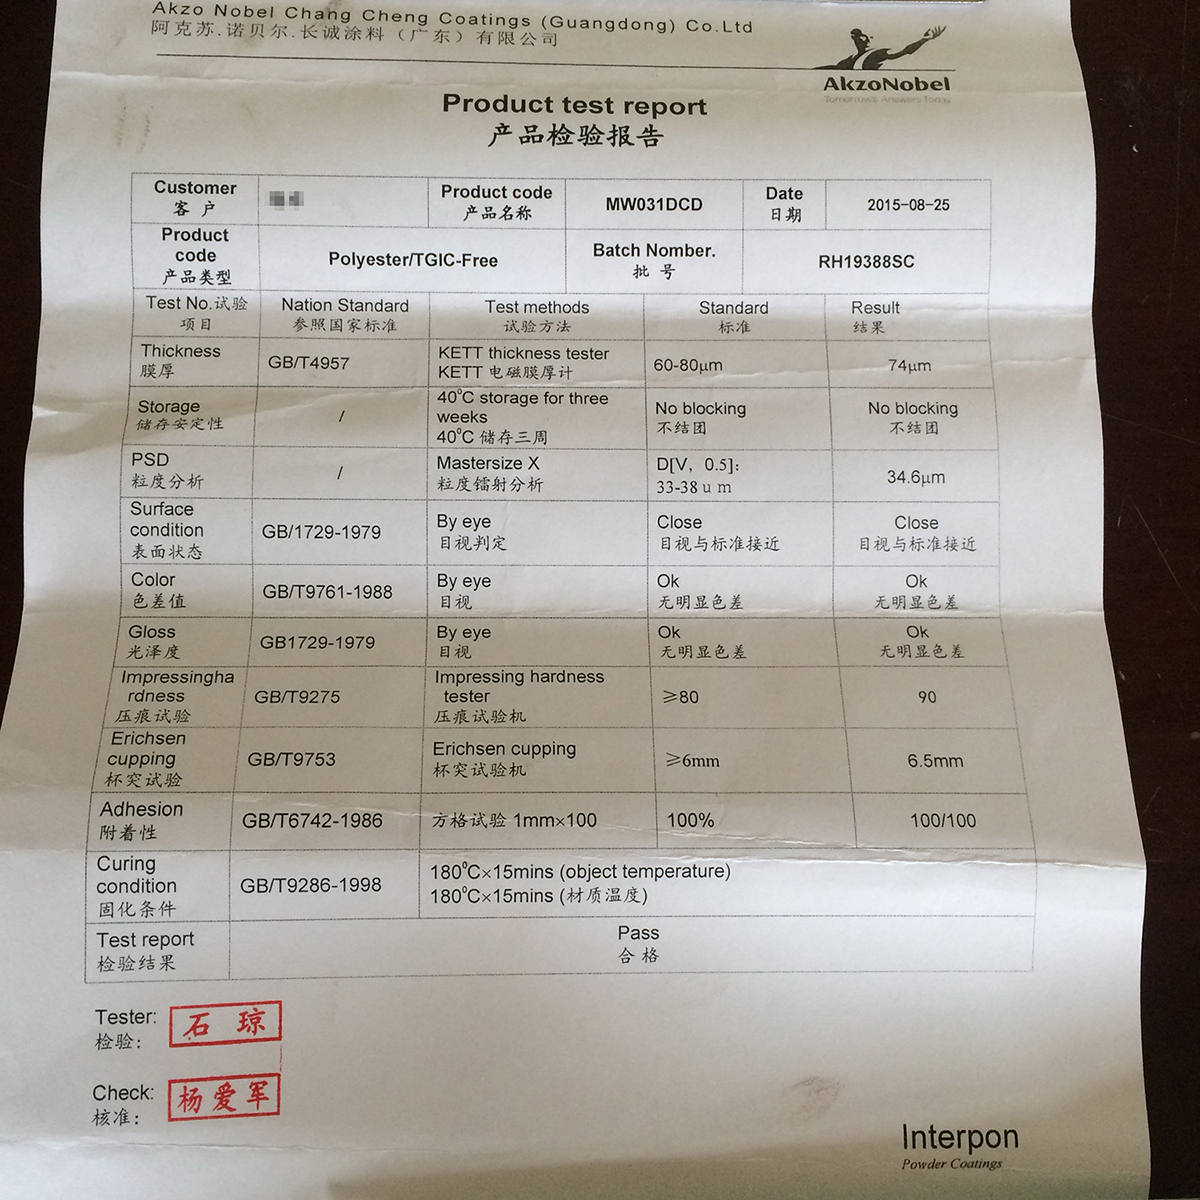 Akzo Nobel Chang Cheng Coatings (Guangdong) Co.Ltd
阿克苏.诺贝尔.长诚涂料（广东）有限公司
AkzoNobel
Tomorrow's Answers Today
Product test report
产品检验报告
Customer
客 户
Product code
产品名称
MW031DCD
Date
日期
2015-08-25
Product
code
产品类型
Polyester/TGIC-Free
Batch Nomber.
批 号
RH19388SC
Test No.试验
项目
Nation Standard
参照国家标准
Test methods
试验方法
Standard
标准
Result
结果
Thickness
膜厚
GB/T4957
KETT thickness tester
KETT 电磁膜厚计
60-80μm
74μm
Storage
储存安定性
/
40°C storage for three
weeks
40°C 储存三周
No blocking
不结团
No blocking
不结团
PSD
粒度分析
/
Mastersize X
粒度镭射分析
D[V，0.5]：
33-38 u m
34.6μm
Surface
condition
表面状态
GB/1729-1979
By eye
目视判定
Close
目视与标准接近
Close
目视与标准接近
Color
色差值
GB/T9761-1988
By eye
目视
Ok
无明显色差
Ok
无明显色差
Gloss
光泽度
GB1729-1979
By eye
目视
Ok
无明显色差
Ok
无明显色差
Impressingha
rdness
压痕试验
GB/T9275
Impressing hardness
tester
压痕试验机
≥80
90
Erichsen
cupping
杯突试验
GB/T9753
Erichsen cupping
杯突试验机
≥6mm
6.5mm
Adhesion
附着性
GB/T6742-1986
方格试验 1mm×100
100%
100/100
Curing
condition
固化条件
GB/T9286-1998
180°C×15mins (object temperature)
180°C×15mins (材质温度)
Test report
检验结果
Pass
合格
Tester:
检验:
石 琼
Check:
核准:
杨爱军
Interpon
Powder Coatings